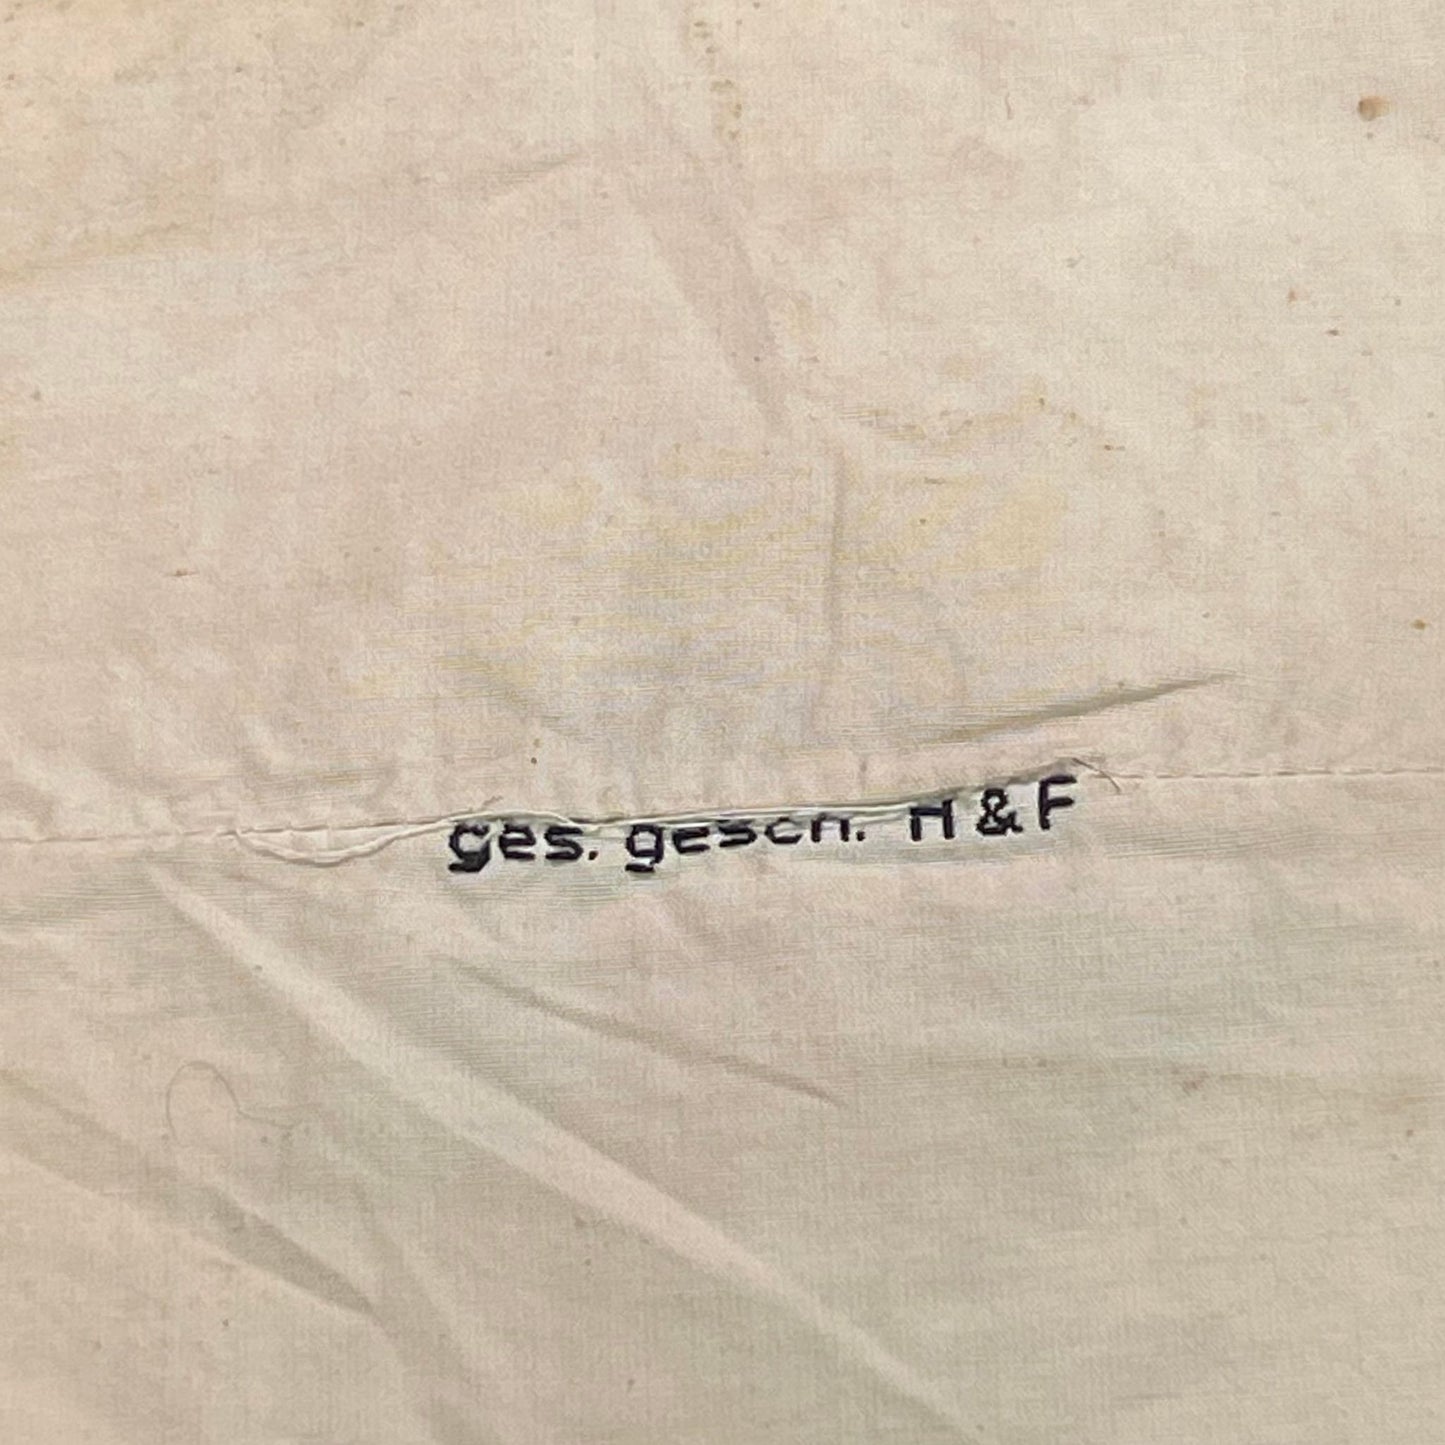 ges. gesch. H & F